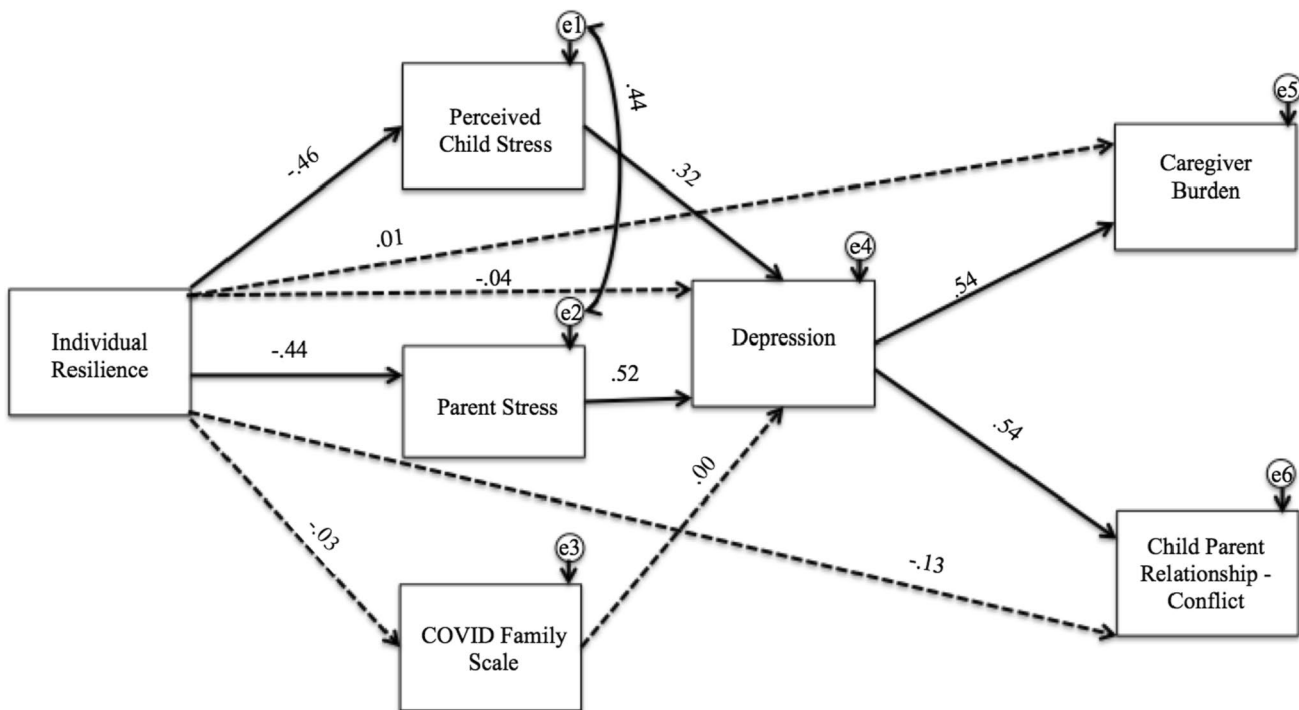 e1
Perceived
Child Stress
.44
e5
Caregiver
Burden
-.46
.32
.01
e4
-.04
.54
Individual
Resilience
e2
Depression
-.44
Parent Stress
.52
.54
.00
-.03
e3
-.13
e6
COVID Family
Scale
Child Parent
Relationship -
Conflict